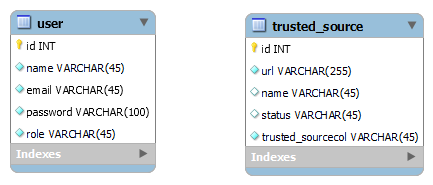 user
id INT
name VARCHAR(45)
email VARCHAR(45)
password VARCHAR(100)
role VARCHAR(45)
Indexes
trusted_source
id INT
url VARCHAR(255)
name VARCHAR(45)
status VARCHAR(45)
trusted_sourcecol VARCHAR(45)
Indexes